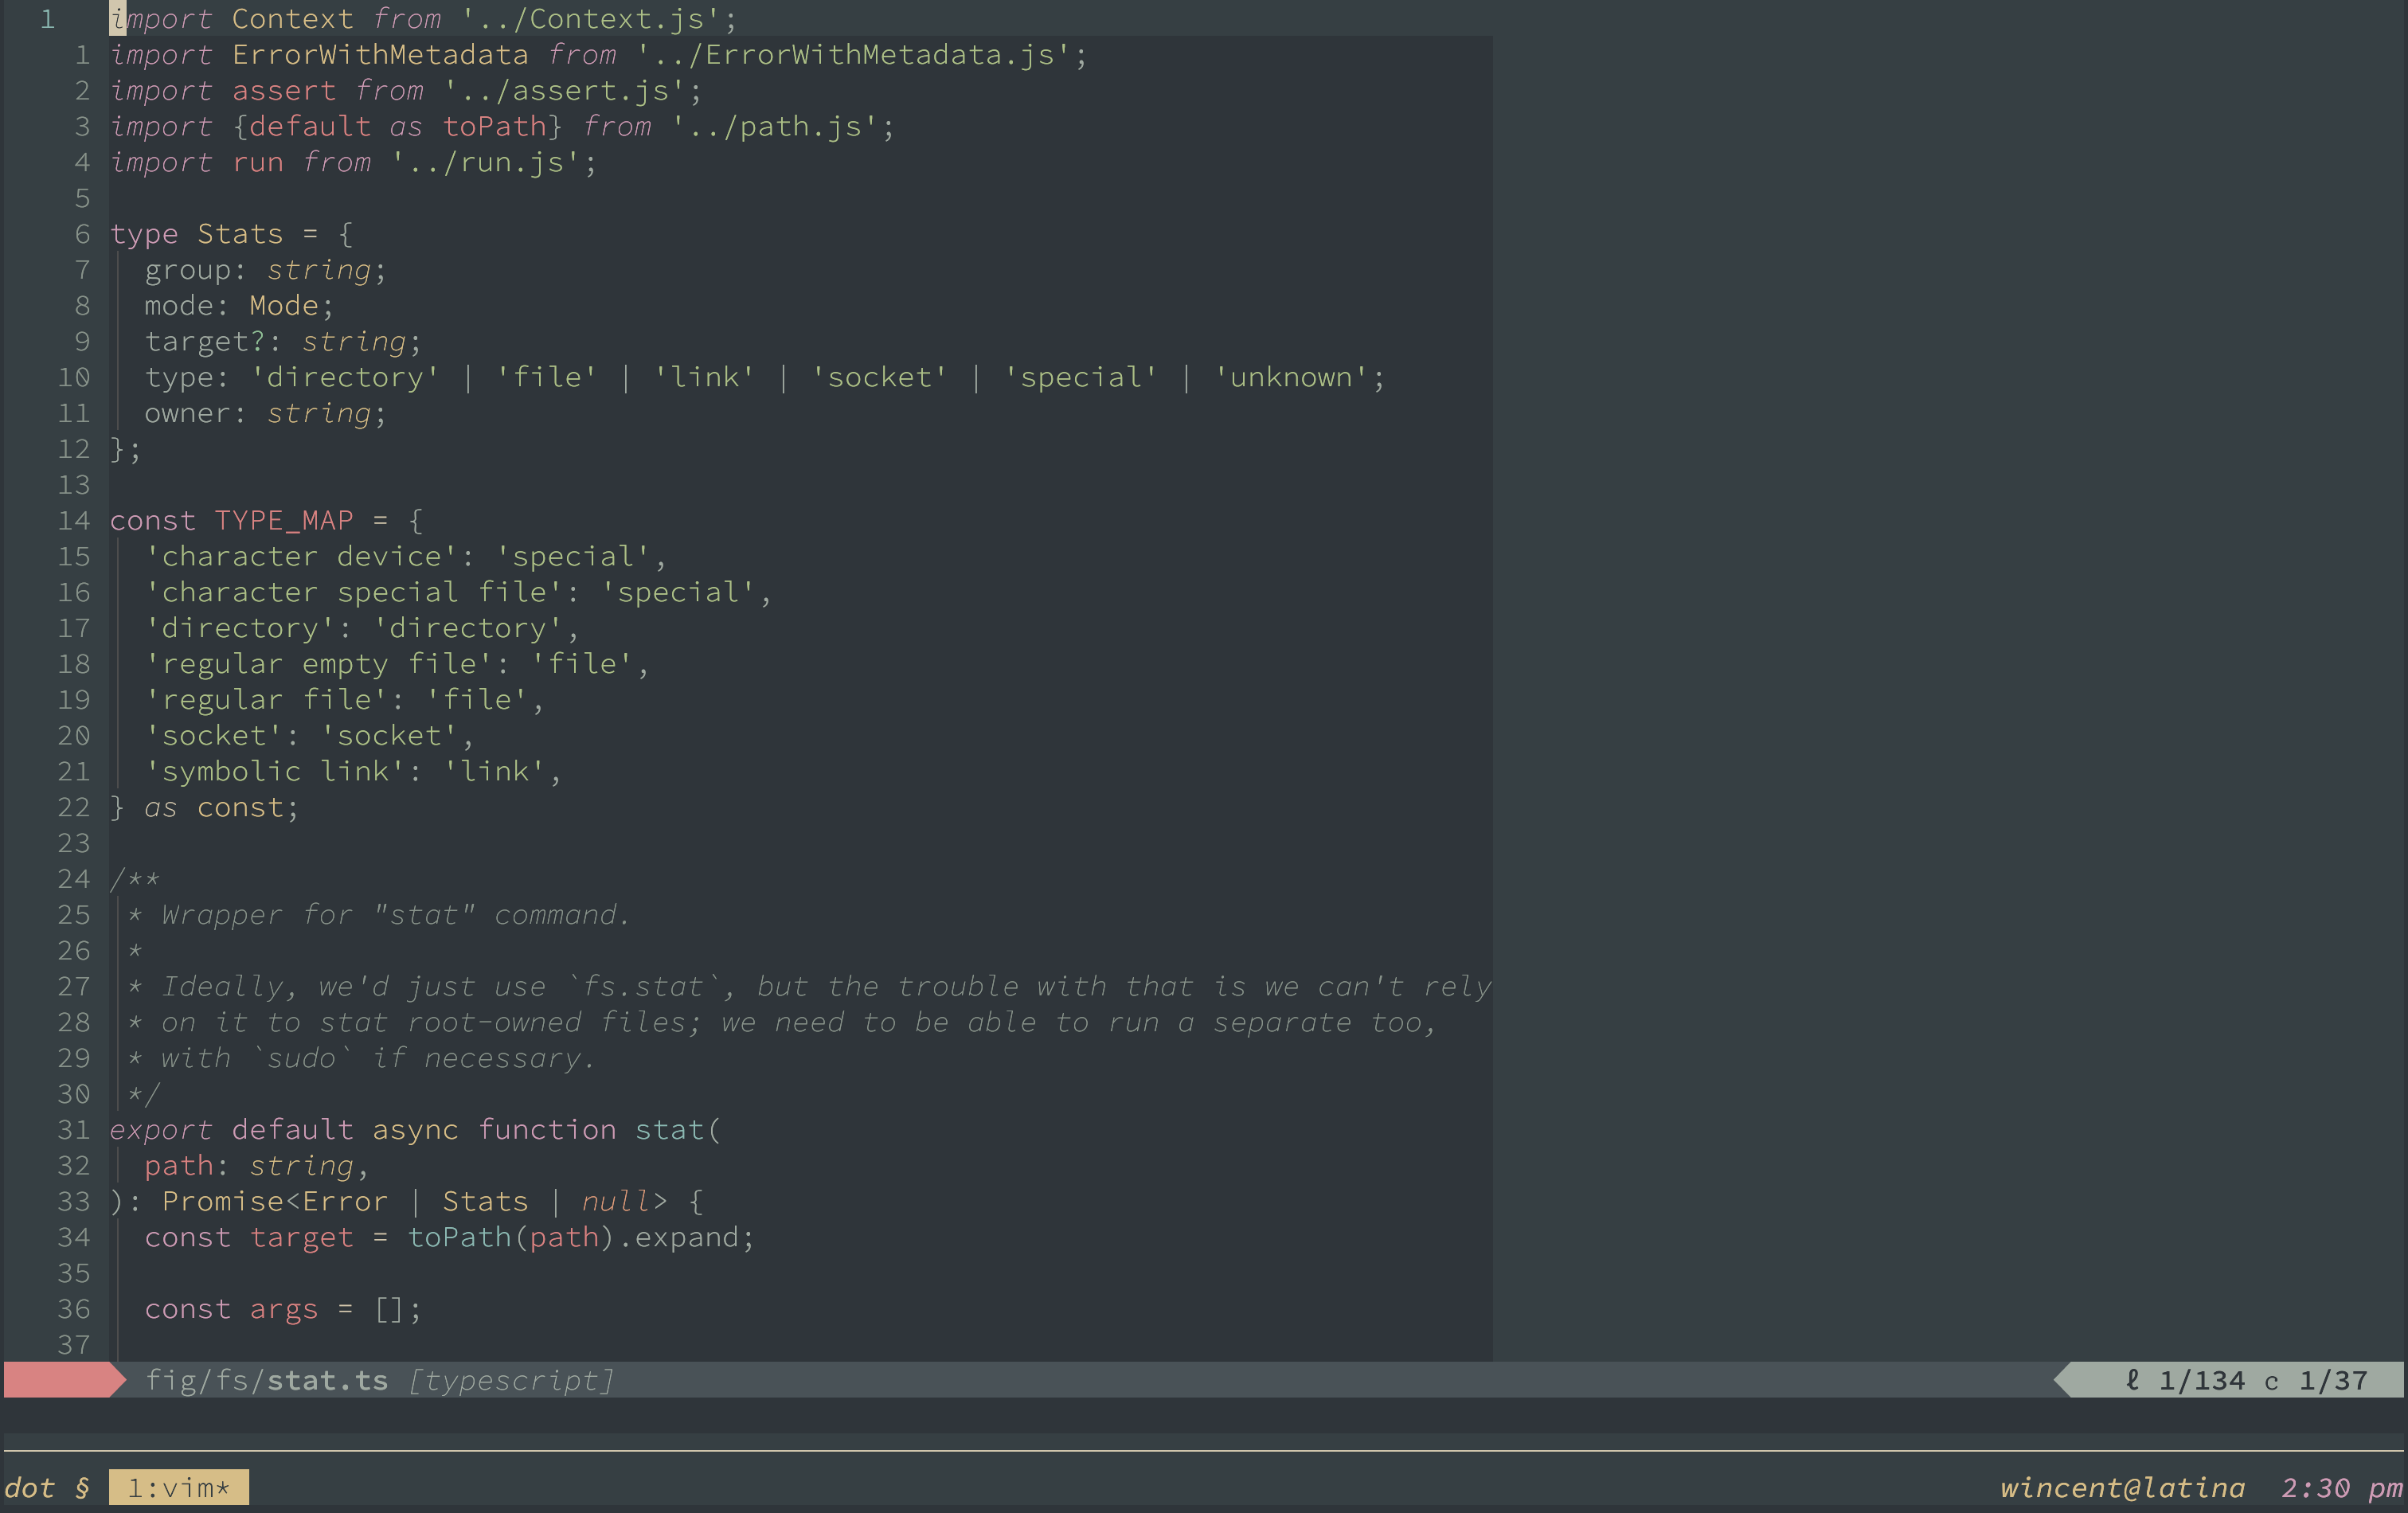 1   import Context from '../Context.js';
  1 import ErrorWithMetadata from '../ErrorWithMetadata.js';
  2 import assert from '../assert.js';
  3 import {default as toPath} from '../path.js';
  4 import run from '../run.js';
  5
  6 type Stats = {
  7   group: string;
  8   mode: Mode;
  9   target?: string;
 10   type: 'directory' | 'file' | 'link' | 'socket' | 'special' | 'unknown';
 11   owner: string;
 12 };
 13
 14 const TYPE_MAP = {
 15   'character device': 'special',
 16   'character special file': 'special',
 17   'directory': 'directory',
 18   'regular empty file': 'file',
 19   'regular file': 'file',
 20   'socket': 'socket',
 21   'symbolic link': 'link',
 22 } as const;
 23
 24 /**
 25  * Wrapper for "stat" command.
 26  *
 27  * Ideally, we'd just use `fs.stat`, but the trouble with that is we can't rely
 28  * on it to stat root-owned files; we need to be able to run a separate too,
 29  * with `sudo` if necessary.
 30  */
 31 export default async function stat(
 32   path: string,
 33 ): Promise<Error | Stats | null> {
 34   const target = toPath(path).expand;
 35
 36   const args = [];
 37
fig/fs/stat.ts [typescript] ℓ 1/134 c 1/37
dot § 1:vim* wincent@latina 2:30 pm